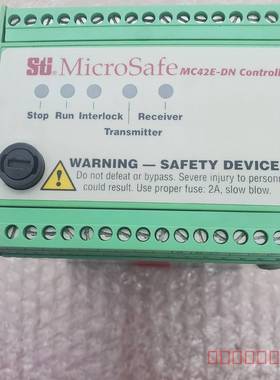 STI MicroSafe MC42E-DN Controll
Stop Run Interlock Receiver
Transmitter
WARNING — SAFETY DEVICE
Do not defeat or bypass. Severe injury to personn
could result. Use proper fuse: 2A, slow blow.